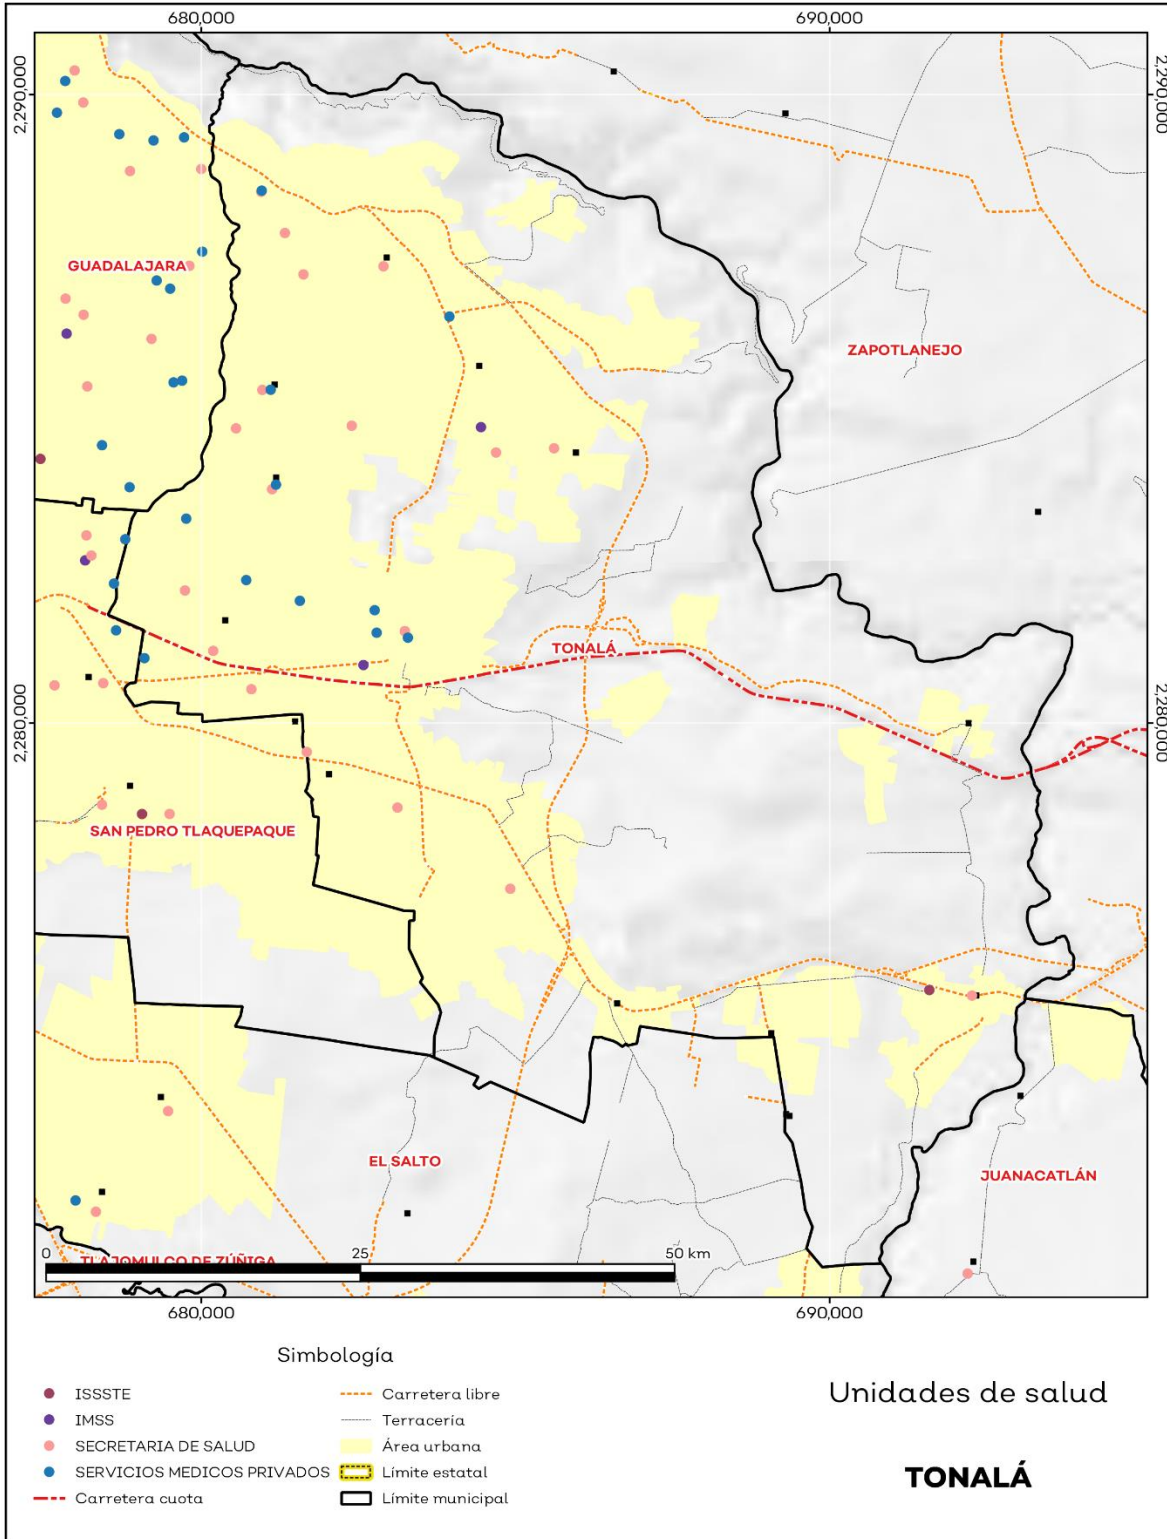 680,000
690,000
2,290,000
2,290,000
GUADALAJARA
ZAPOTLANEJO
TONALÁ
2,280,000
2,280,000
SAN PEDRO TLAQUEPAQUE
EL SALTO
JUANACATLÁN
TLAJOMULCO DE ZÚÑIGA
0
25
50 km
680,000
690,000
Simbología
ISSSTE
IMSS
SECRETARIA DE SALUD
SERVICIOS MEDICOS PRIVADOS
Carretera cuota
Carretera libre
Terracería
Área urbana
Límite estatal
Límite municipal
Unidades de salud
TONALÁ